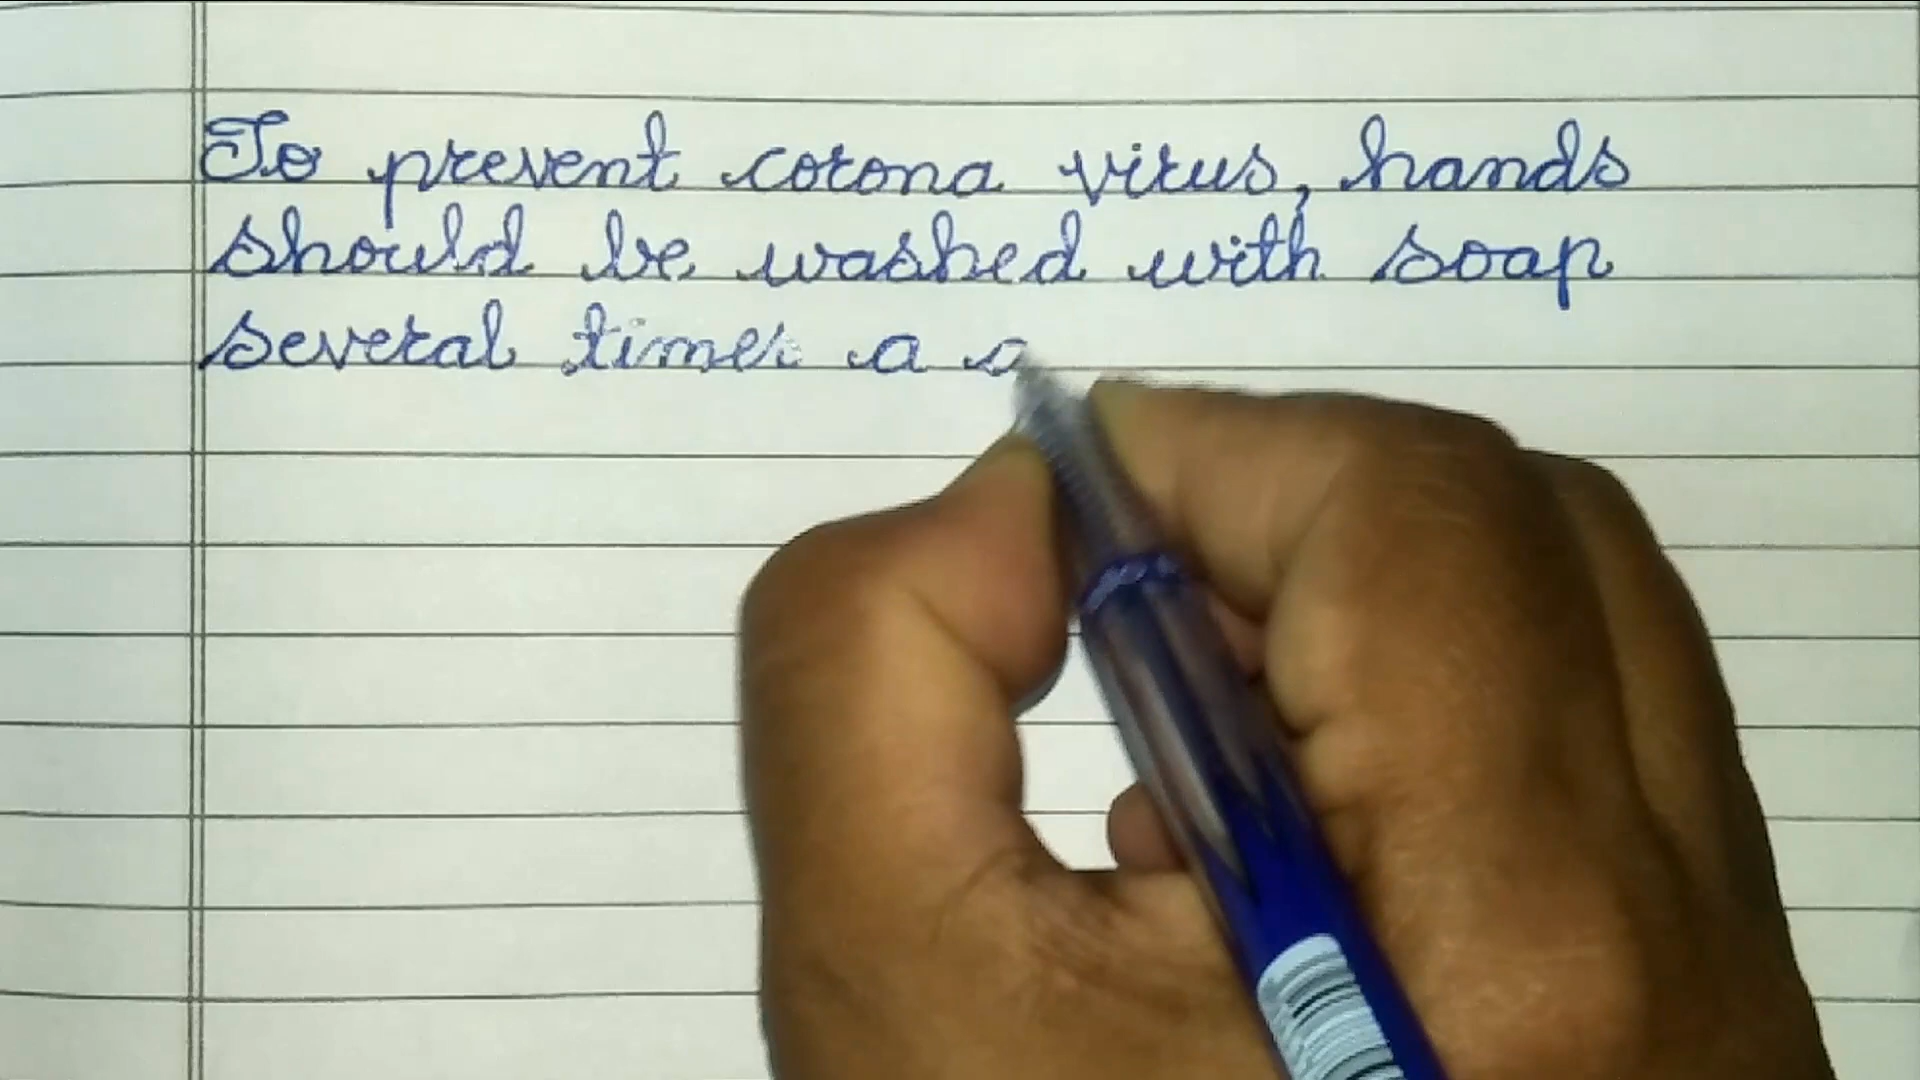 To prevent corona virus, hands
should be washed with soap
several times a